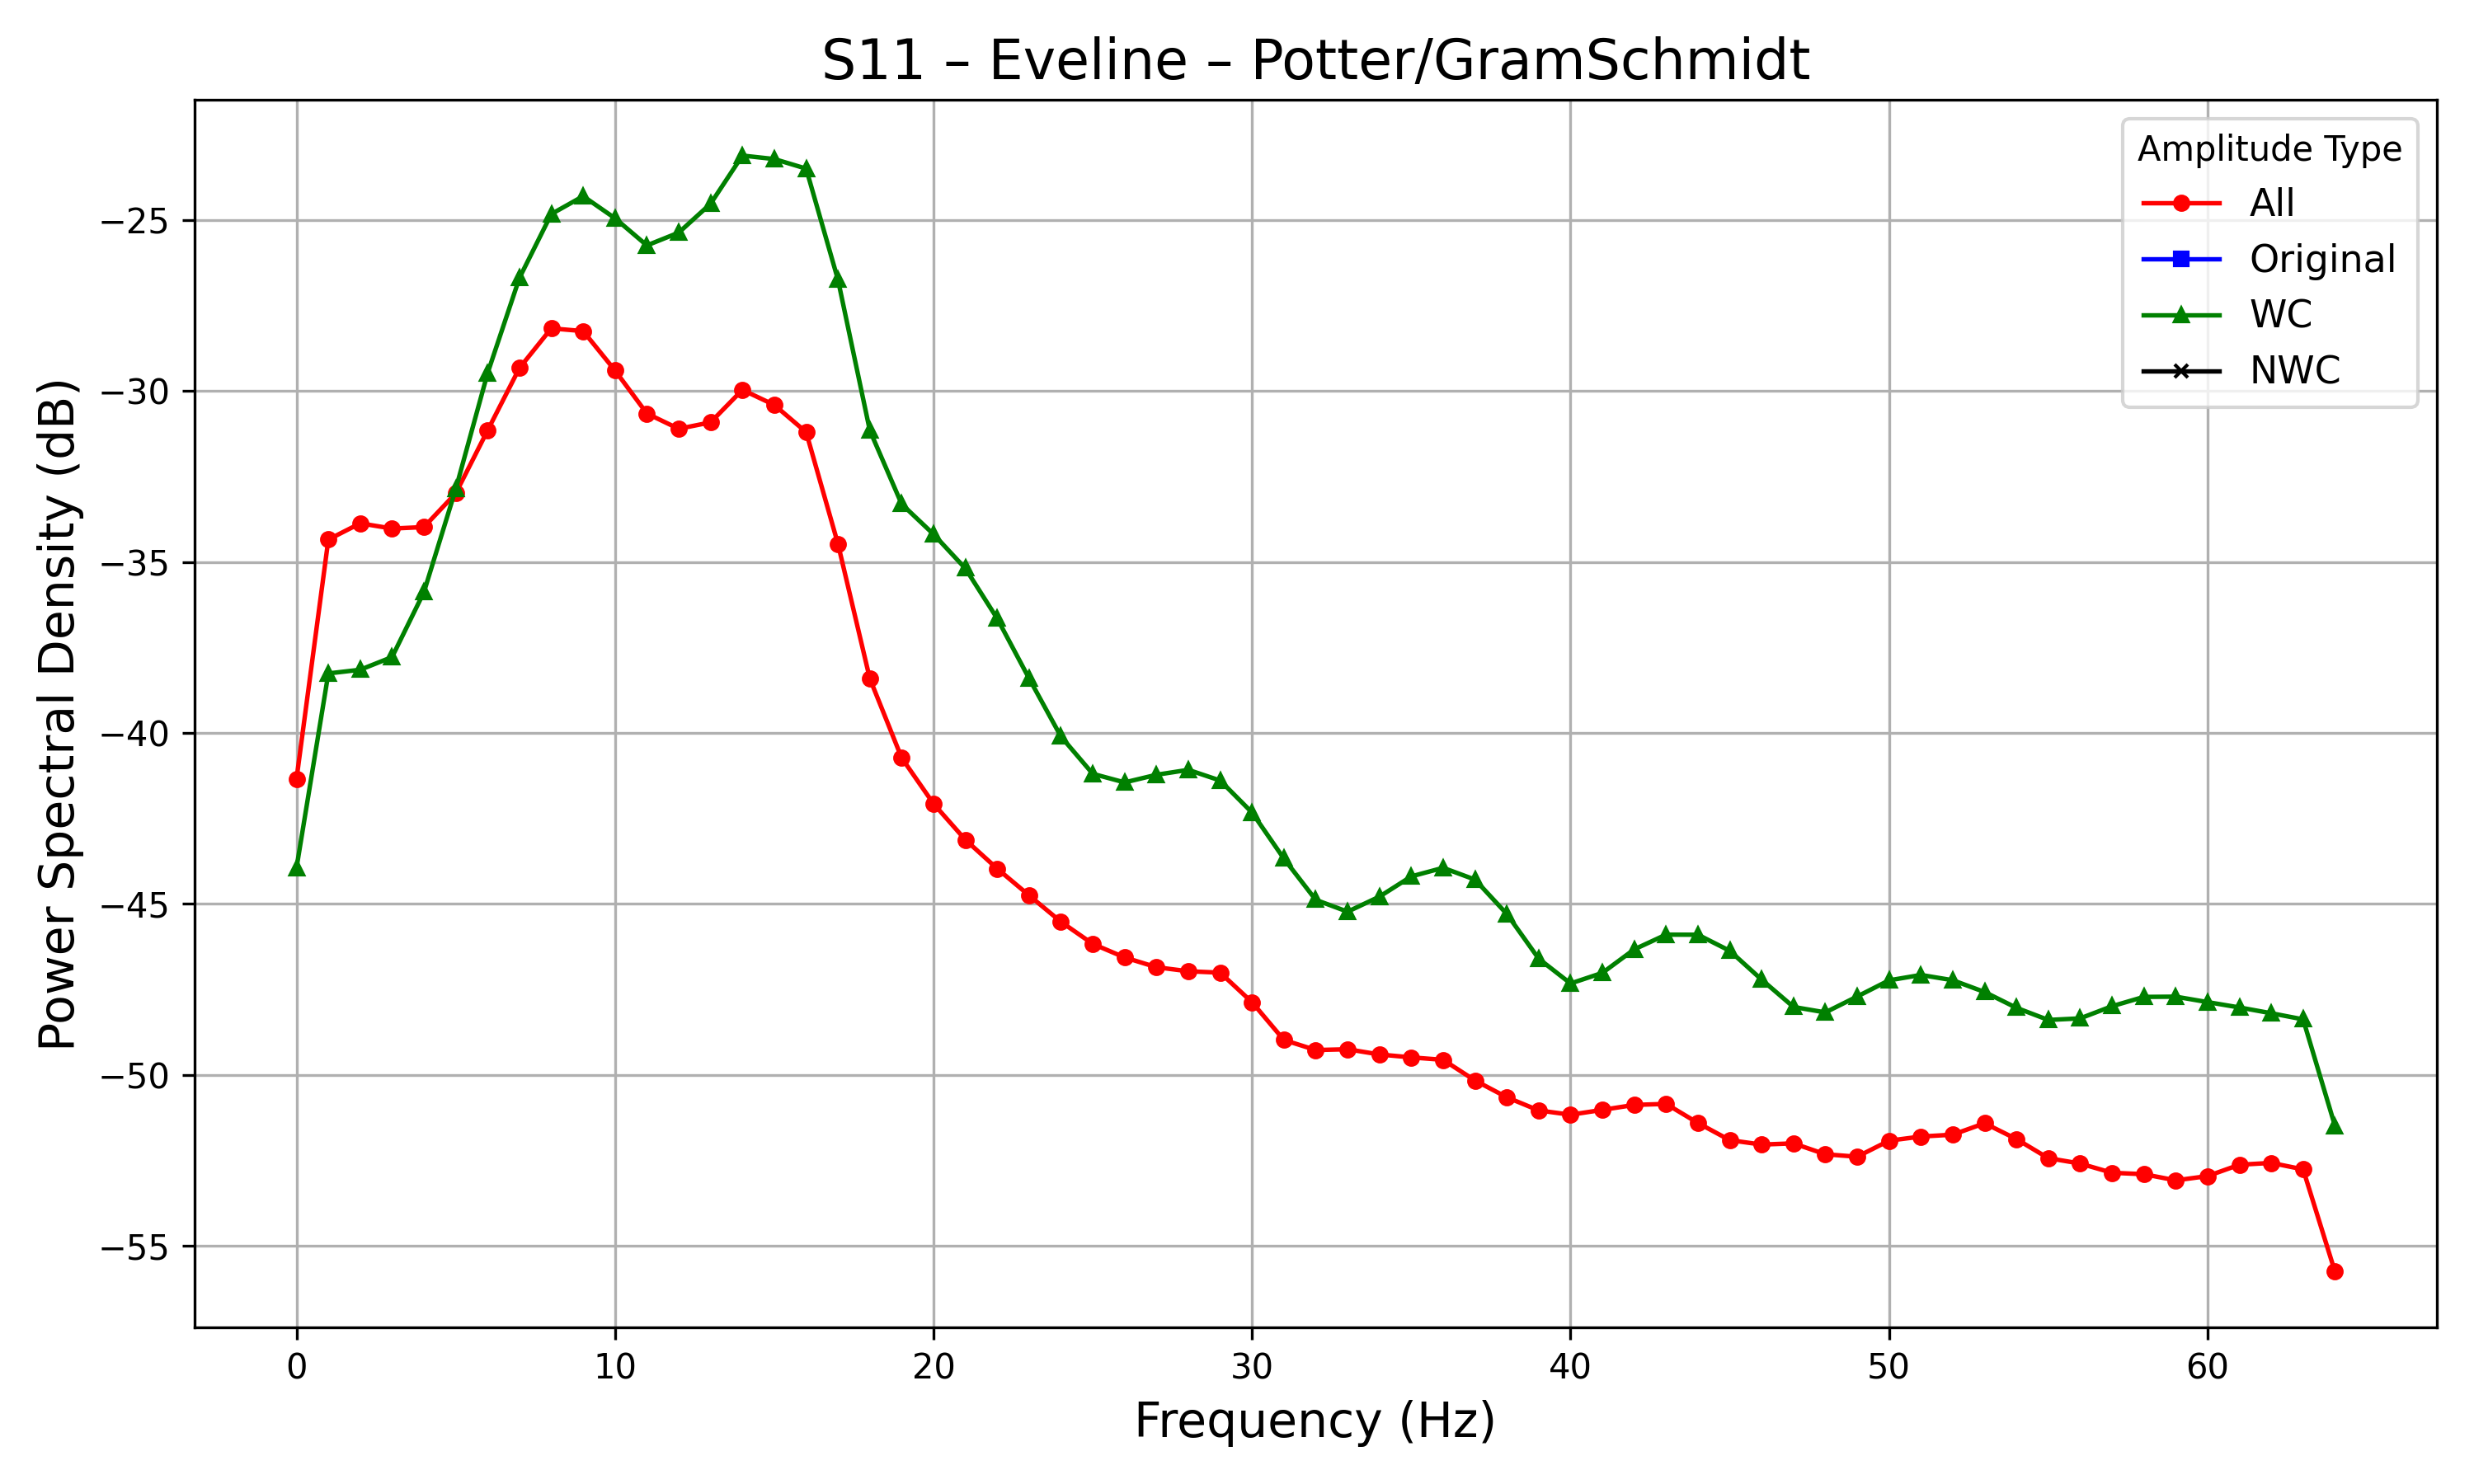 S11 – Eveline – Potter/GramSchmidt
Power Spectral Density (dB)
−25
−30
−35
−40
−45
−50
−55
Amplitude Type
All
Original
WC
NWC
0 10 20 30 40 50 60
Frequency (Hz)